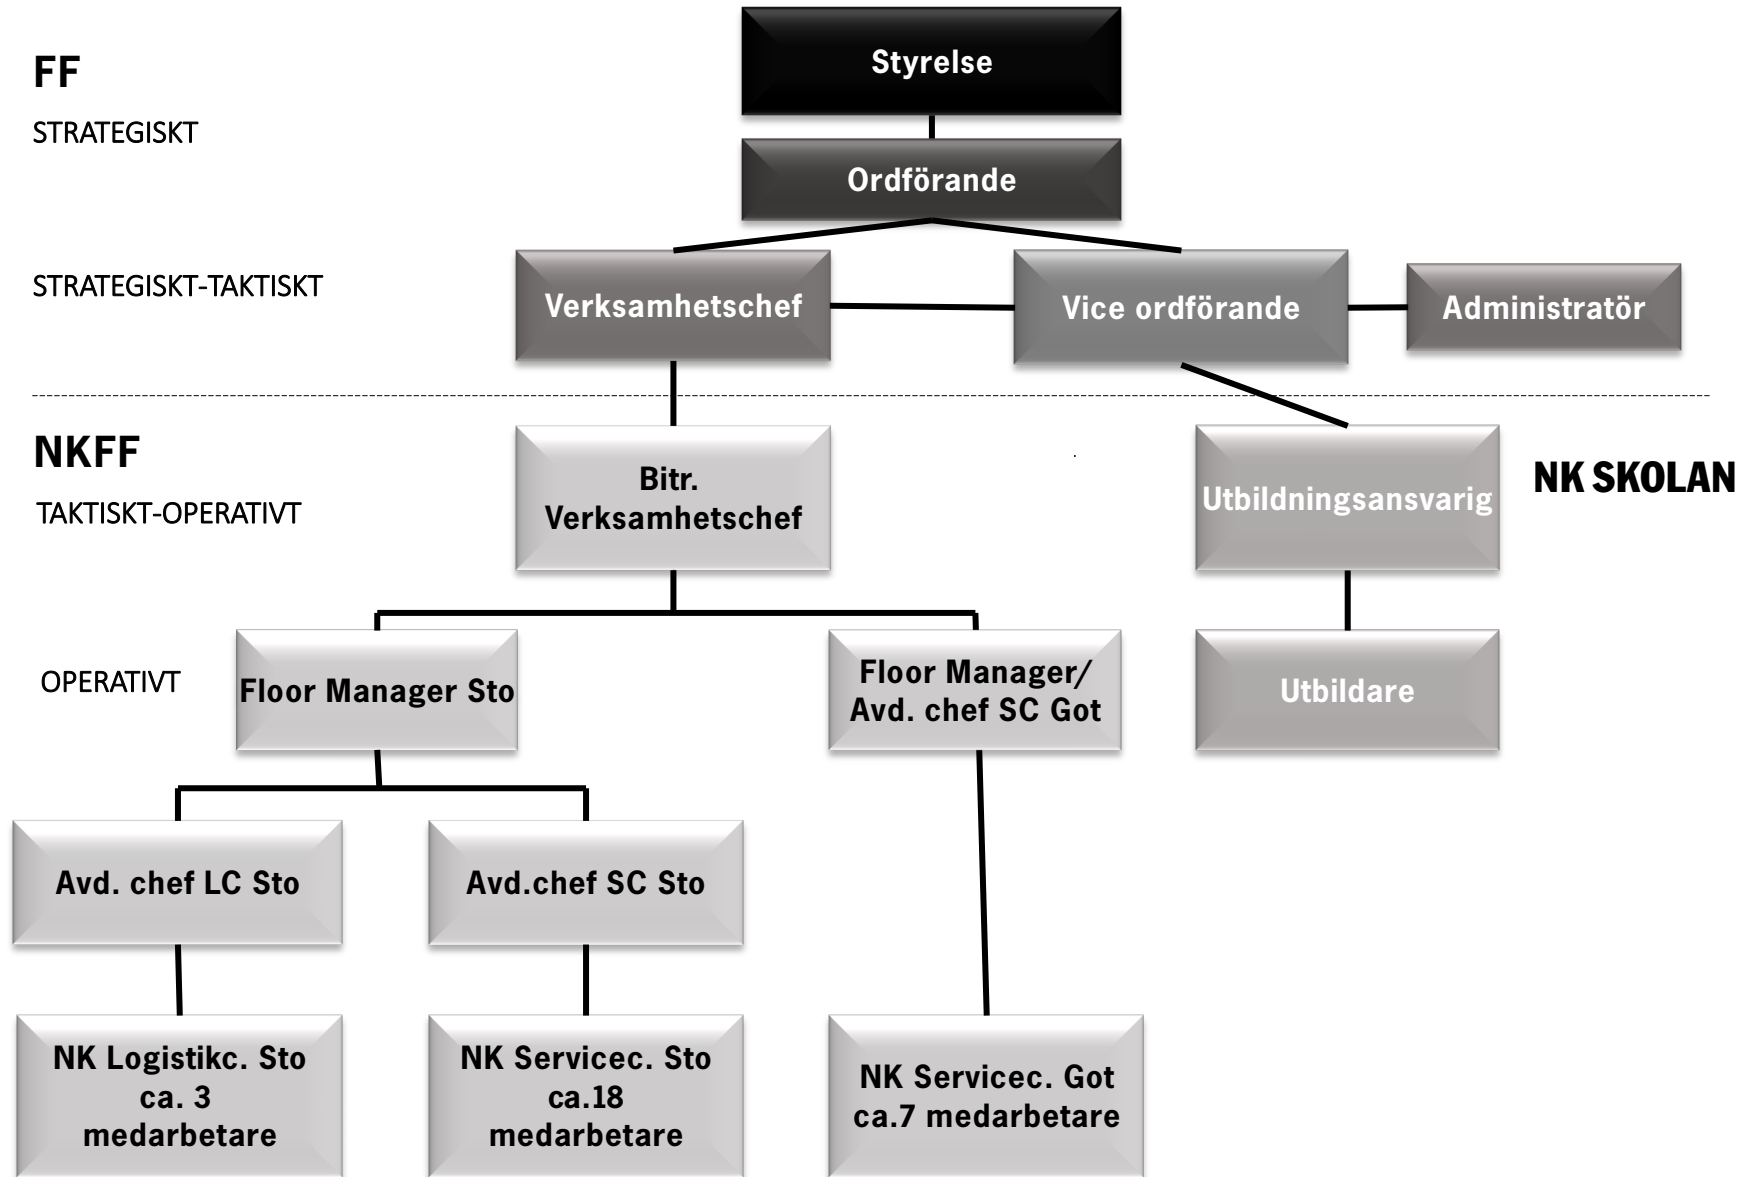 Styrelse
FF
STRATEGISKT
Ordförande
STRATEGISKT-TAKTISKT
Verksamhetschef
Vice ordförande
Administratör
NKFF
TAKTISKT-OPERATIVT
Bitr.
Verksamhetschef
Utbildningsansvarig
NK SKOLAN
OPERATIVT
Floor Manager Sto
Floor Manager/
Avd. chef SC Got
Utbildare
Avd. chef LC Sto
Avd.chef SC Sto
NK Logistikc. Sto
ca. 3
medarbetare
NK Servicec. Sto
ca.18
medarbetare
NK Servicec. Got
ca.7 medarbetare